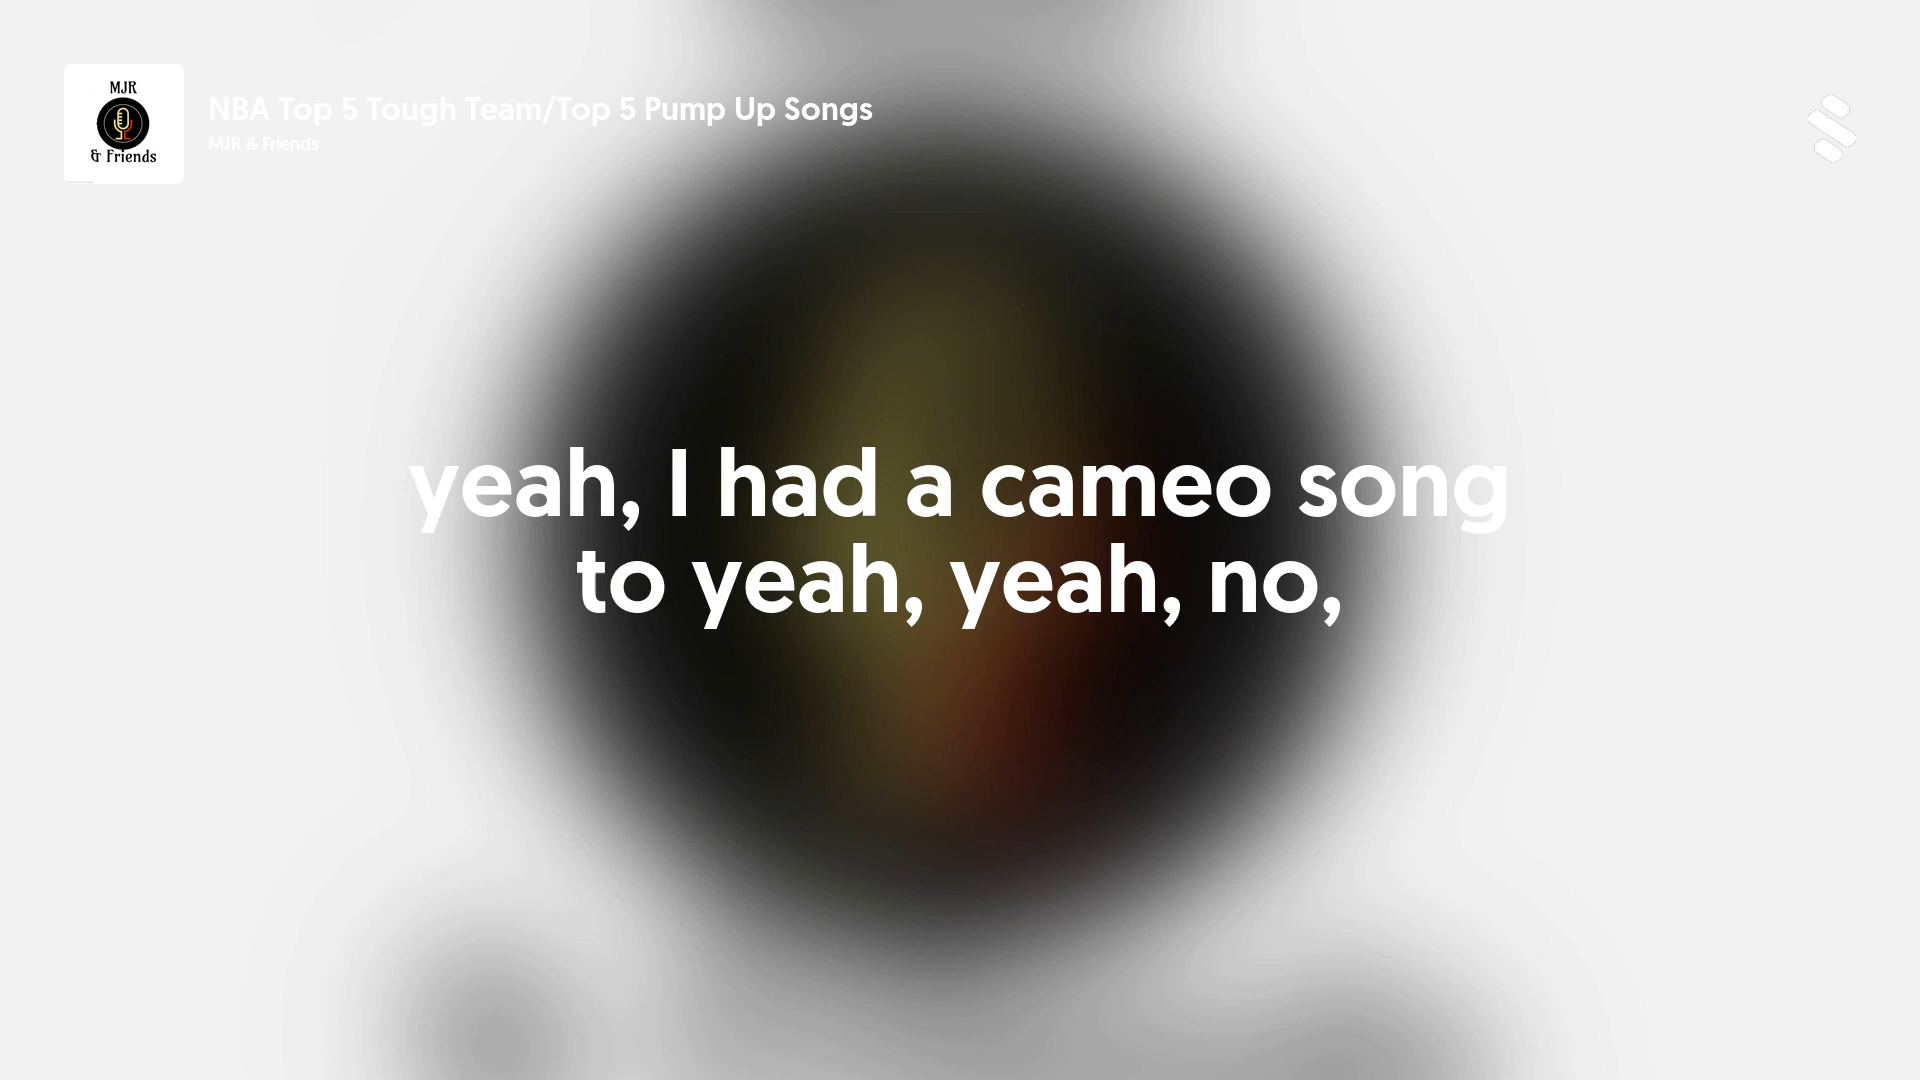 MJR
& Friends
NBA Top 5 Tough Team/Top 5 Pump Up Songs
MJR & Friends
yeah, I had a cameo song
to yeah, yeah, no,